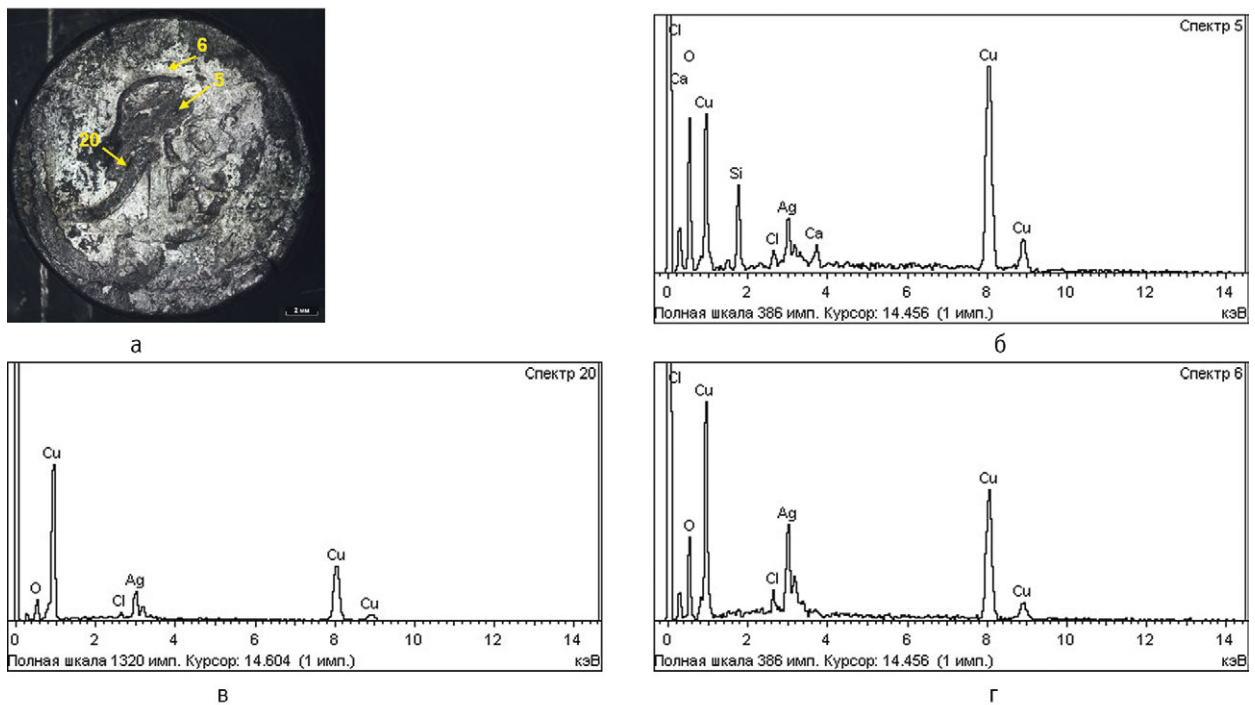 6
5
20
2 мм
а
Спектр 5
Cl
O
Ca
Cu
Si
Ag
Cl
Ca
Cu
Cu
0 2 4 6 8 10 12 14
Полная шкала 386 имп. Курсор: 14.456 (1 имп.) кэВ
б
Спектр 20
Cu
O
Cl
Ag
Cu
Cu
0 2 4 6 8 10 12 14
Полная шкала 1320 имп. Курсор: 14.604 (1 имп.) кэВ
в
Спектр 6
Cl
Cu
O
Cl
Ag
Cu
Cu
0 2 4 6 8 10 12 14
Полная шкала 386 имп. Курсор: 14.456 (1 имп.) кэВ
г